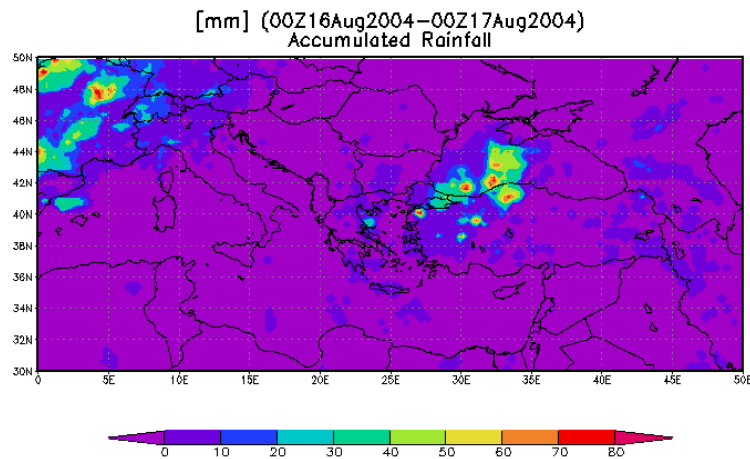 [mm] (00Z16Aug2004–00Z17Aug2004)
Accumulated Rainfall
50N
48N
46N
44N
42N
40N
38N
36N
34N
32N
30N
0 5E 10E 15E 20E 25E 30E 35E 40E 45E 50E
0 10 20 30 40 50 60 70 80